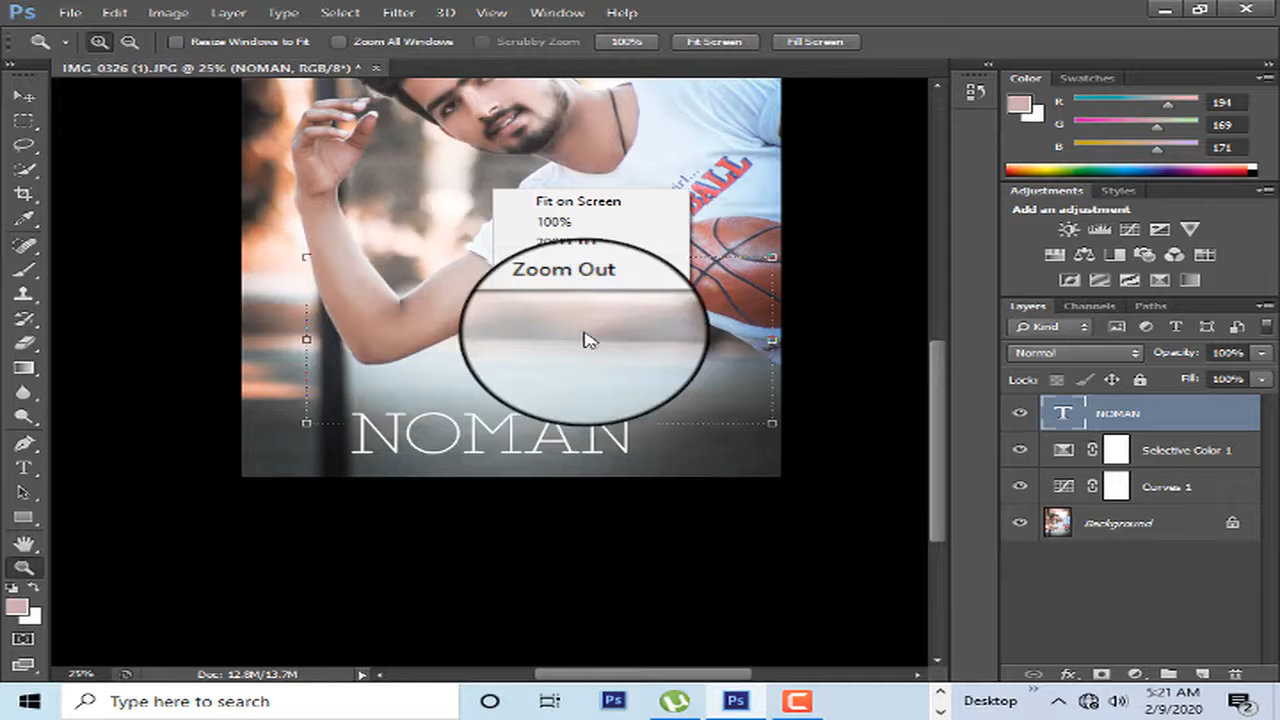 Ps File Edit Image Layer Type Select Filter 3D View Window Help
Resize Windows to Fit Zoom All Windows Scrubby Zoom 100% Fit Screen Fill Screen
IMG_0326 (1).JPG @ 25% (NOMAN, RGB/8*) *
Color Swatches
R 194
G 169
B 171
Adjustments Styles
Add an adjustment
Fit on Screen
100%
Zoom Out
BALL
NOMAN
Layers Channels Paths
Kind
Normal Opacity: 100%
Lock: Fill: 100%
NOMAN
Selective Color 1
Curves 1
Background
25% Doc: 12.8M/13.7M
Type here to search
Ps Ps
Desktop
5:21 AM
2/9/2020
2